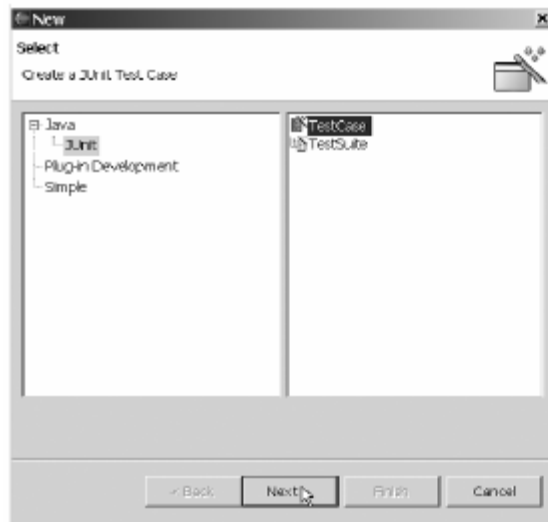 New
Select
Create a JUnit Test Case
Java
JUnit
Plug-in Development
Simple
TestCase
TestSuite
< Back
Next
Finish
Cancel